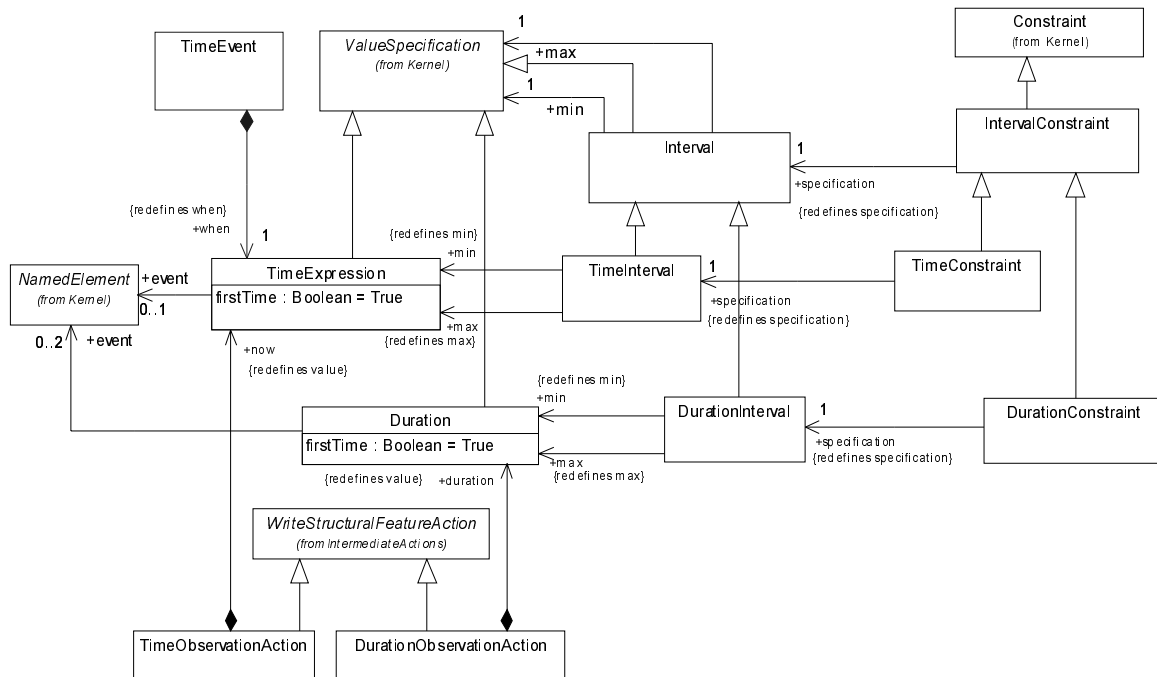 1
Constraint
(from Kernel)
TimeEvent
ValueSpecification
(from Kernel)
+max
1
+min
IntervalConstraint
Interval
1
+specification
{redefines specification}
{redefines when}
+when
1
{redefines min}
+min
NamedElement
(from Kernel)
+event
0..1
TimeExpression
firstTime : Boolean = True
TimeInterval
1
+specification
{redefines specification}
TimeConstraint
+max
{redefines max}
0..2
+event
+now
{redefines value}
{redefines min}
+min
Duration
firstTime : Boolean = True
DurationInterval
1
+specification
{redefines specification}
DurationConstraint
+max
{redefines max}
{redefines value}
+duration
WriteStructuralFeatureAction
(from IntermediateActions)
TimeObservationAction
DurationObservationAction